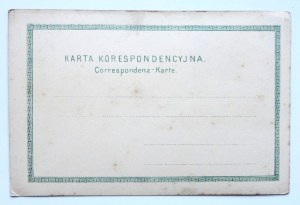 KARTA KORESPONDENCYJNA.
Correspondenz-Karte.